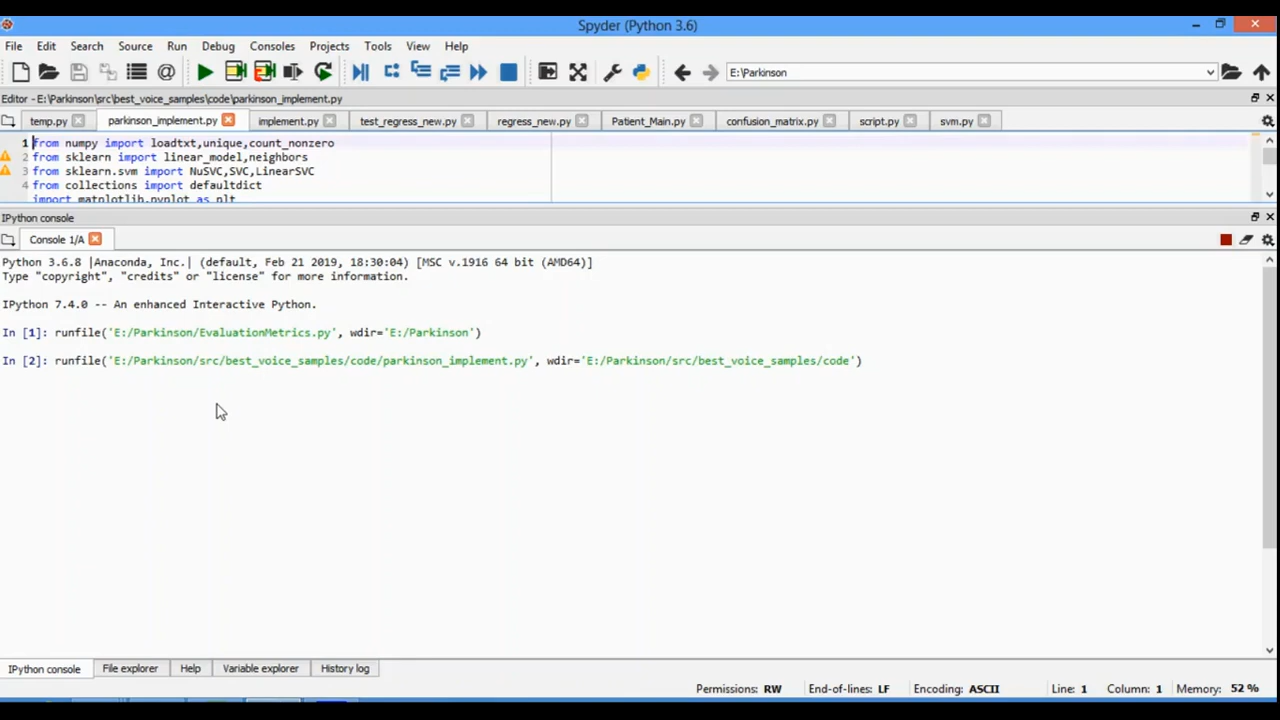 Spyder (Python 3.6)
File Edit Search Source Run Debug Consoles Projects Tools View Help
E:\Parkinson
Editor - E:\Parkinson\src\best_voice_samples\code\parkinson_implement.py
temp.py parkinson_implement.py implement.py test_regress_new.py regress_new.py Patient_Main.py confusion_matrix.py script.py svm.py
1 from numpy import loadtxt,unique,count_nonzero
2 from sklearn import linear_model,neighbors
3 from sklearn.svm import NuSVC,SVC,LinearSVC
4 from collections import defaultdict
import matplotlib.pyplot as plt
IPython console
Console 1/A
Python 3.6.8 |Anaconda, Inc.| (default, Feb 21 2019, 18:30:04) [MSC v.1916 64 bit (AMD64)]
Type "copyright", "credits" or "license" for more information.
IPython 7.4.0 -- An enhanced Interactive Python.
In [1]: runfile('E:/Parkinson/EvaluationMetrics.py', wdir='E:/Parkinson')
In [2]: runfile('E:/Parkinson/src/best_voice_samples/code/parkinson_implement.py', wdir='E:/Parkinson/src/best_voice_samples/code')
IPython console File explorer Help Variable explorer History log
Permissions: RW End-of-lines: LF Encoding: ASCII Line: 1 Column: 1 Memory: 52 %